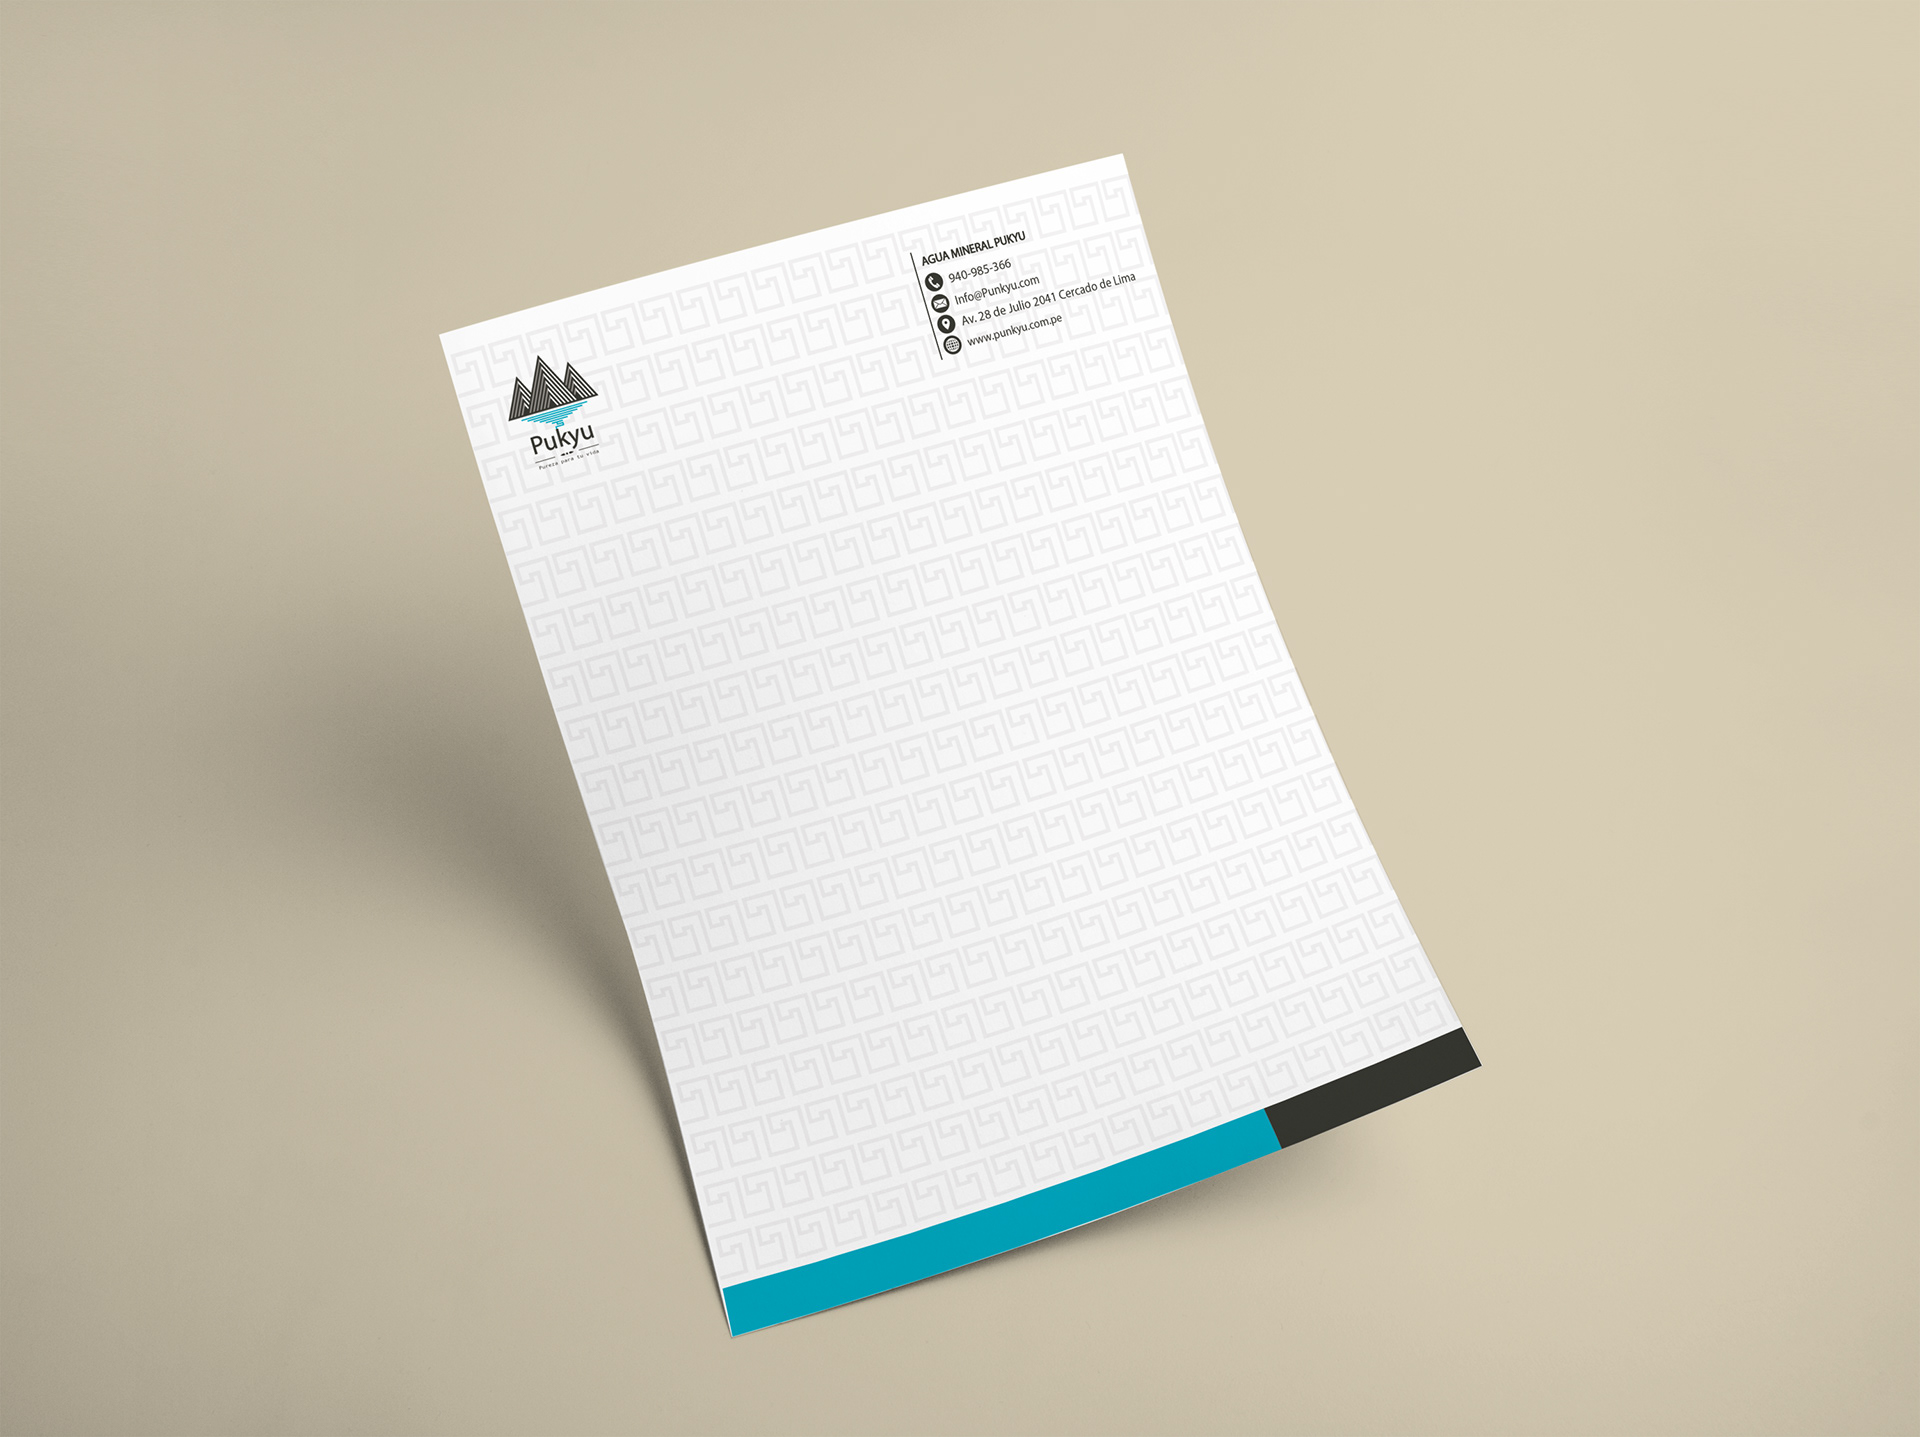 Pukyu
Pureza para tu vida
AGUA MINERAL PUKYU
940-985-366
Info@Punkyu.com
Av. 28 de Julio 2041 Cercado de Lima
www.punkyu.com.pe